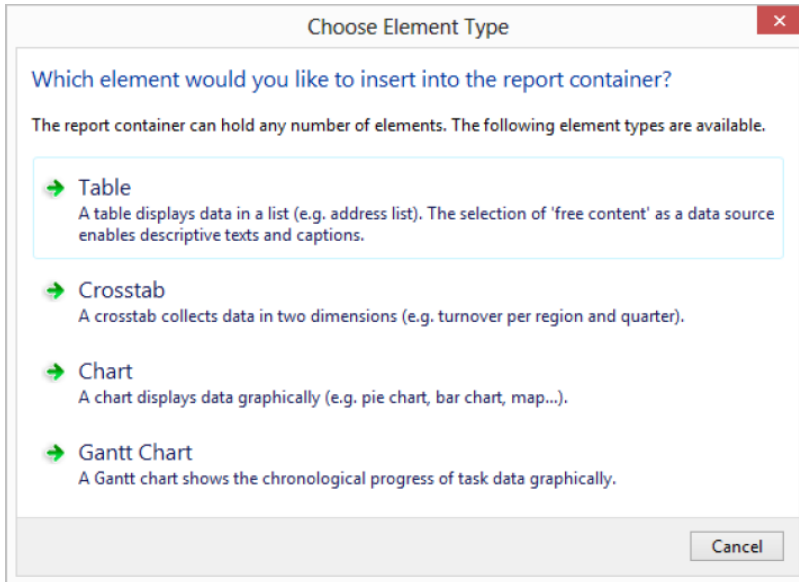 Choose Element Type
Which element would you like to insert into the report container?
The report container can hold any number of elements. The following element types are available.
Table
A table displays data in a list (e.g. address list). The selection of 'free content' as a data source
enables descriptive texts and captions.
Crosstab
A crosstab collects data in two dimensions (e.g. turnover per region and quarter).
Chart
A chart displays data graphically (e.g. pie chart, bar chart, map...).
Gantt Chart
A Gantt chart shows the chronological progress of task data graphically.
Cancel